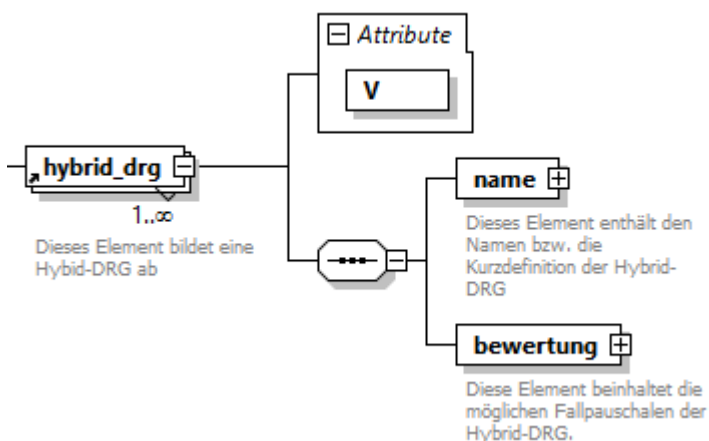 Attribute
V
hybrid_drg
1..∞
Dieses Element bildet eine
Hybid-DRG ab
name
Dieses Element enthält den
Namen bzw. die
Kurzdefinition der Hybrid-
DRG
bewertung
Diese Element beinhaltet die
möglichen Fallpauschalen der
Hybrid-DRG.